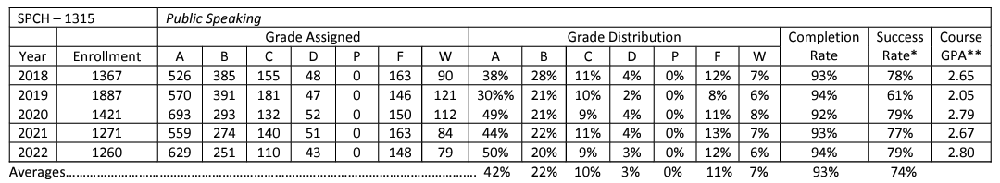 SPCH – 1315 Public Speaking
Grade Assigned Grade Distribution Completion Success Course
Year Enrollment A B C D P F W A B C D P F W Rate Rate* GPA**
2018 1367 526 385 155 48 0 163 90 38% 28% 11% 4% 0% 12% 7% 93% 78% 2.65
2019 1887 570 391 181 47 0 146 121 30%% 21% 10% 2% 0% 8% 6% 94% 61% 2.05
2020 1421 693 293 132 52 0 150 112 49% 21% 9% 4% 0% 11% 8% 92% 79% 2.79
2021 1271 559 274 140 51 0 163 84 44% 22% 11% 4% 0% 13% 7% 93% 77% 2.67
2022 1260 629 251 110 43 0 148 79 50% 20% 9% 3% 0% 12% 6% 94% 79% 2.80
Averages……………………………………………………………………………. 42% 22% 10% 3% 0% 11% 7% 93% 74%